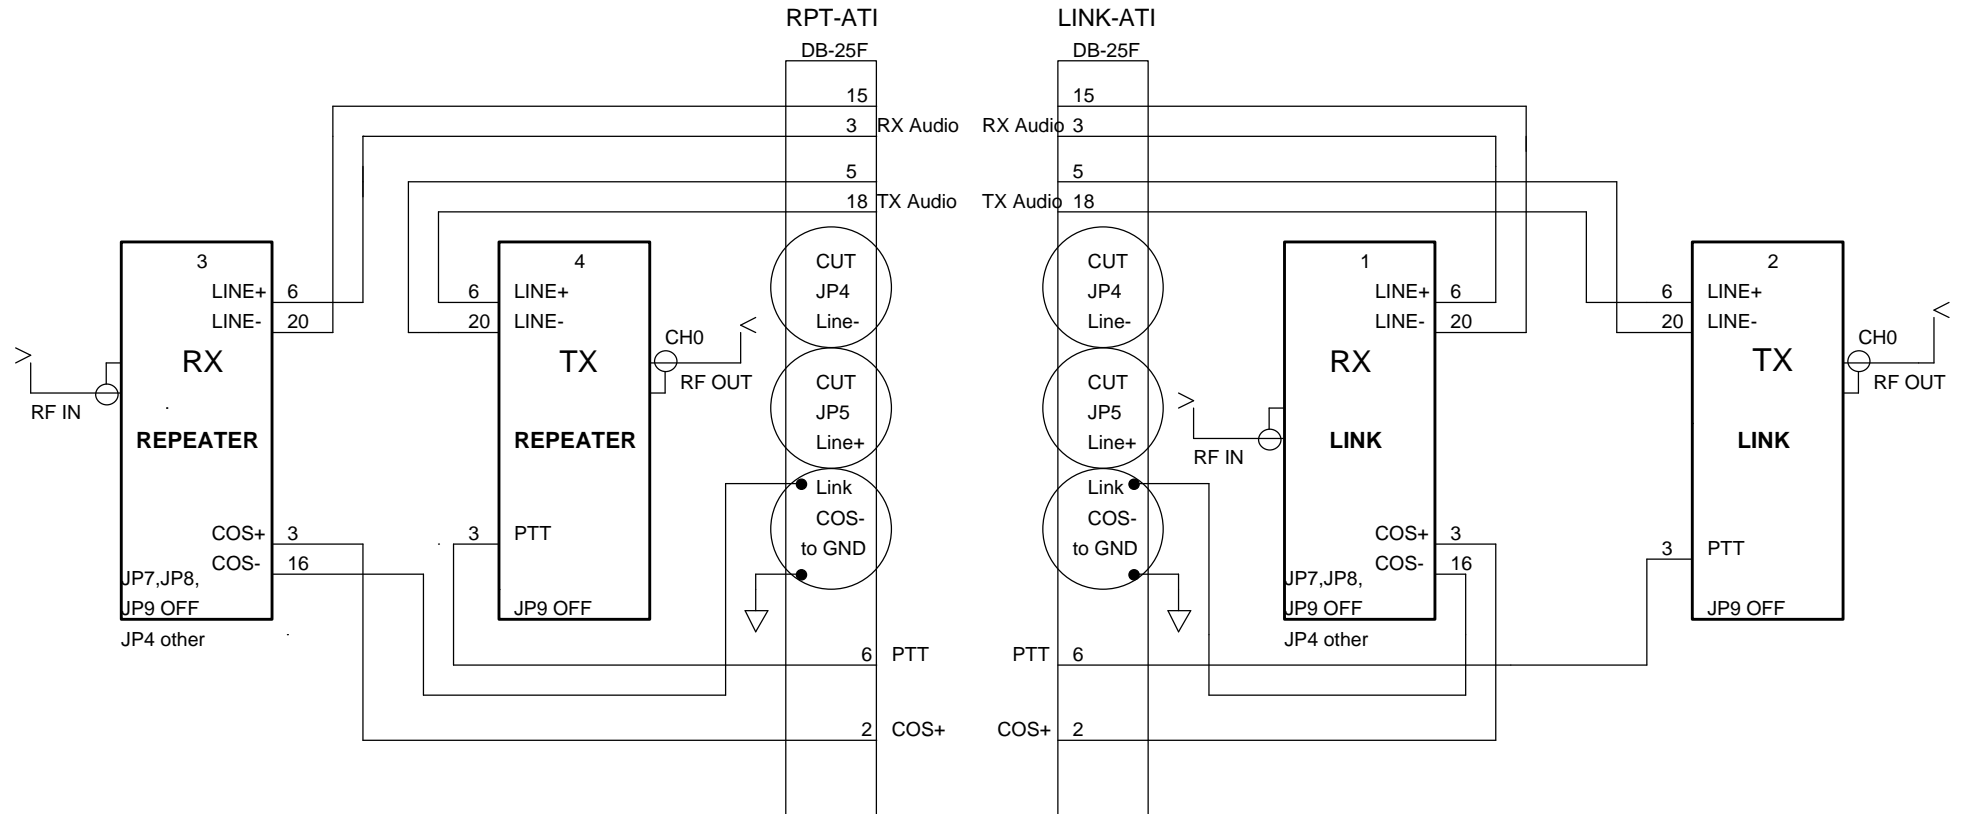 RPT-ATI
DB-25F
15
3 RX Audio
5
18 TX Audio
CUT
JP4
Line-
CUT
JP5
Line+
Link
COS-
to GND
6 PTT
2 COS+
LINK-ATI
DB-25F
15
RX Audio 3
5
TX Audio 18
CUT
JP4
Line-
CUT
JP5
Line+
Link
COS-
to GND
PTT 6
COS+ 2
3
LINE+ 6
LINE- 20
RX
RF IN
REPEATER
COS+ 3
COS- 16
JP7,JP8,
JP9 OFF
JP4 other
4
6 LINE+
20 LINE-
TX
CH0
RF OUT
REPEATER
3 PTT
JP9 OFF
1
LINE+ 6
LINE- 20
RX
RF IN
LINK
COS+ 3
COS- 16
JP7,JP8,
JP9 OFF
JP4 other
2
6 LINE+
20 LINE-
TX
CH0
RF OUT
LINK
3 PTT
JP9 OFF